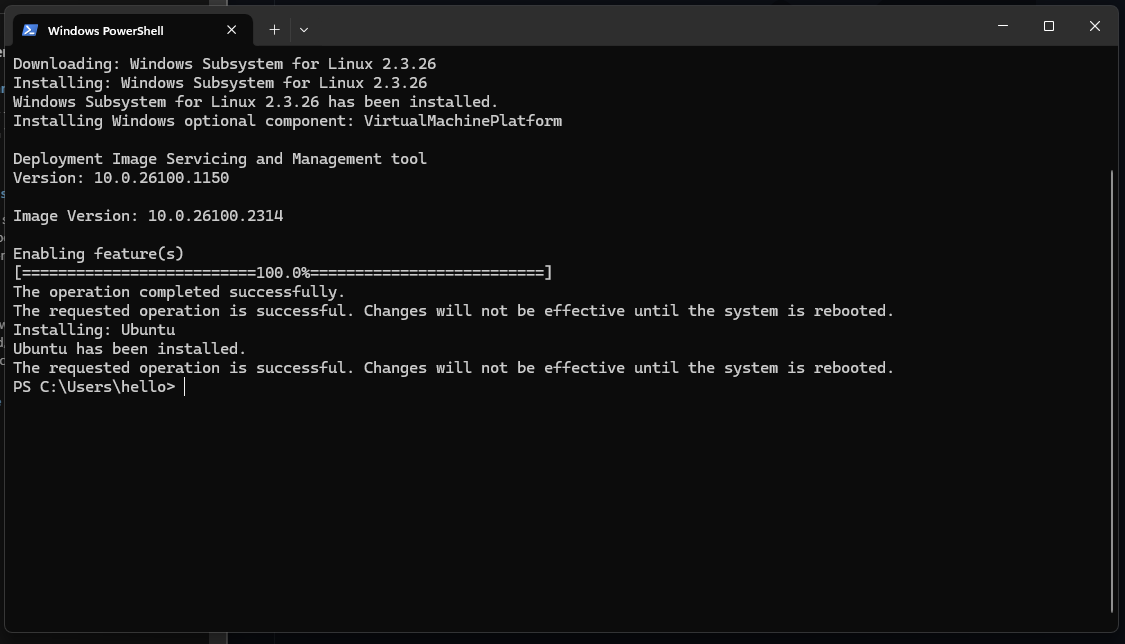 Windows PowerShell
Downloading: Windows Subsystem for Linux 2.3.26
Installing: Windows Subsystem for Linux 2.3.26
Windows Subsystem for Linux 2.3.26 has been installed.
Installing Windows optional component: VirtualMachinePlatform
Deployment Image Servicing and Management tool
Version: 10.0.26100.1150
Image Version: 10.0.26100.2314
Enabling feature(s)
[==========================100.0%==========================]
The operation completed successfully.
The requested operation is successful. Changes will not be effective until the system is rebooted.
Installing: Ubuntu
Ubuntu has been installed.
The requested operation is successful. Changes will not be effective until the system is rebooted.
PS C:\Users\hello>